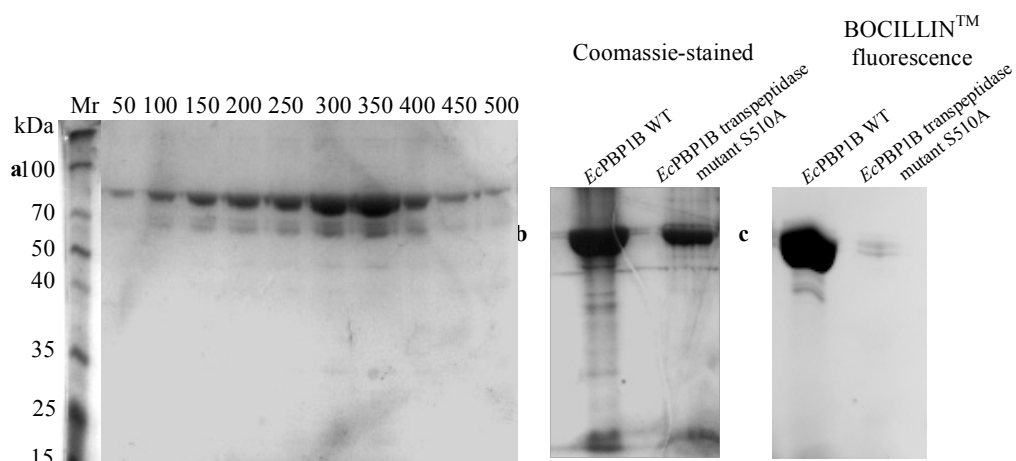 BOCILLIN™
fluorescence
Coomassie-stained
EcPBP1B WT
EcPBP1B transpeptidase
mutant S510A
EcPBP1B WT
EcPBP1B transpeptidase
mutant S510A
Mr 50 100 150 200 250 300 350 400 450 500
kDa
a
100
70
50
40
35
25
15
b
c